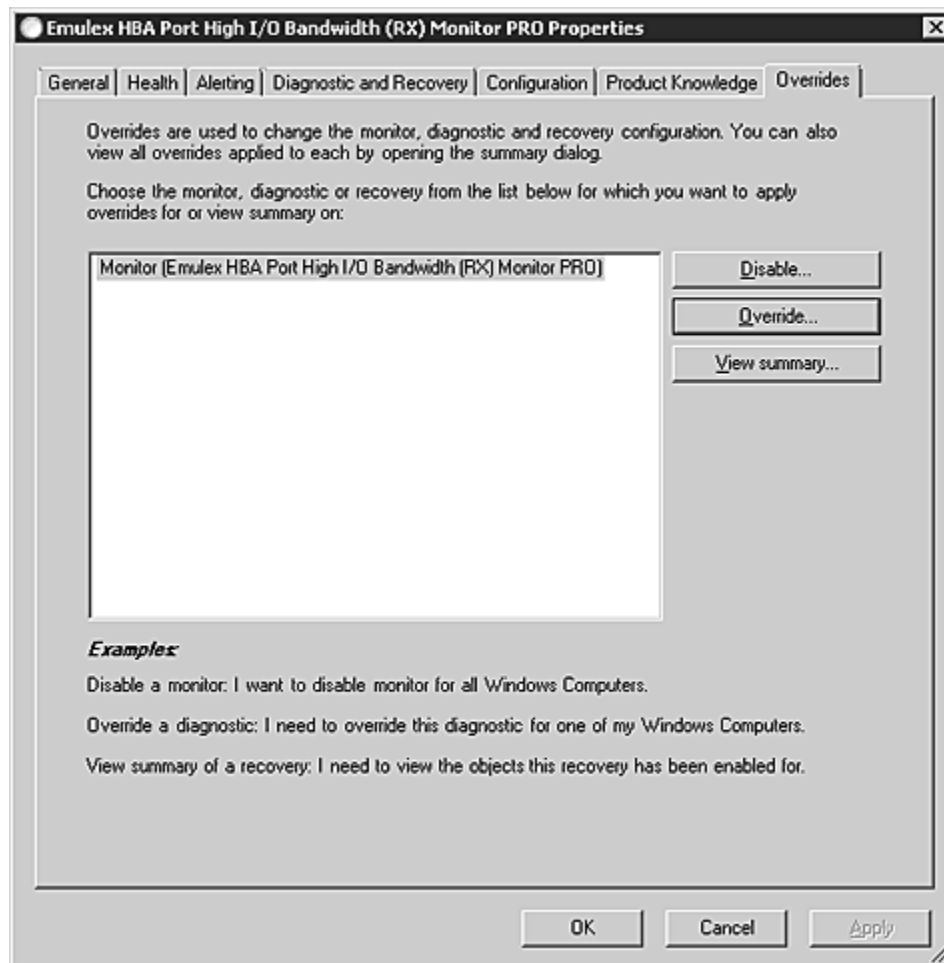 Emulex HBA Port High I/O Bandwidth (RX) Monitor PRO Properties
General Health Alerting Diagnostic and Recovery Configuration Product Knowledge Overrides
Overrides are used to change the monitor, diagnostic and recovery configuration. You can also
view all overrides applied to each by opening the summary dialog.
Choose the monitor, diagnostic or recovery from the list below for which you want to apply
overrides for or view summary on:
Monitor (Emulex HBA Port High I/O Bandwidth (RX) Monitor PRO)
Disable...
Override...
View summary...
Examples:
Disable a monitor: I want to disable monitor for all Windows Computers.
Override a diagnostic: I need to override this diagnostic for one of my Windows Computers.
View summary of a recovery: I need to view the objects this recovery has been enabled for.
OK Cancel Apply